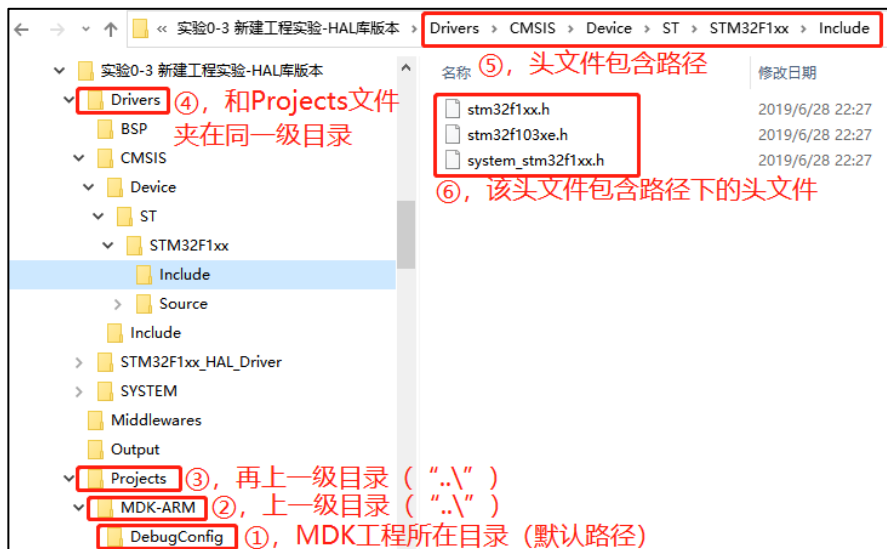 « 实验0-3 新建工程实验-HAL库版本 › Drivers › CMSIS › Device › ST › STM32F1xx › Include
实验0-3 新建工程实验-HAL库版本
名称 ⑤，头文件包含路径 修改日期
Drivers ④，和Projects文件夹在同一级目录
stm32f1xx.h 2019/6/28 22:27
BSP
stm32f103xe.h 2019/6/28 22:27
CMSIS
system_stm32f1xx.h 2019/6/28 22:27
Device
⑥，该头文件包含路径下的头文件
ST
STM32F1xx
Include
Source
Include
STM32F1xx_HAL_Driver
SYSTEM
Middlewares
Output
Projects ③，再上一级目录（“..\”）
MDK-ARM ②，上一级目录（“..\”）
DebugConfig ①，MDK工程所在目录（默认路径）